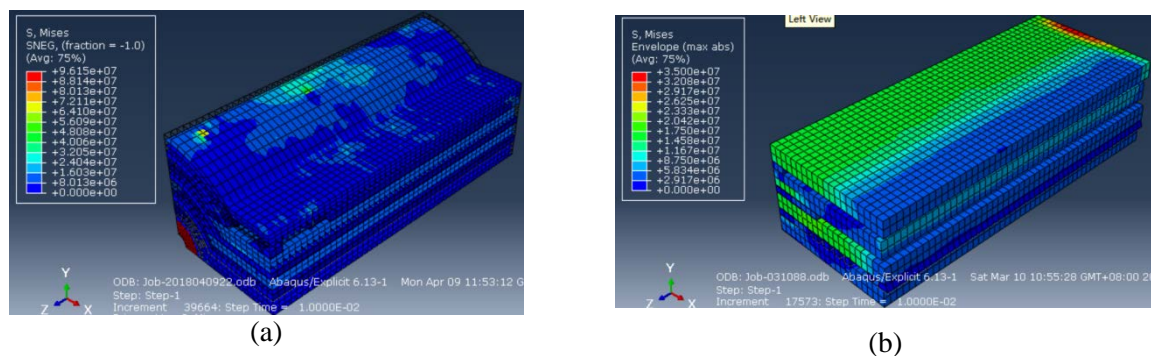 S, Mises
SNEG, (fraction = -1.0)
(Avg: 75%)
+9.615e+07
+8.814e+07
+8.013e+07
+7.211e+07
+6.410e+07
+5.609e+07
+4.808e+07
+4.006e+07
+3.205e+07
+2.404e+07
+1.603e+07
+8.013e+06
+0.000e+00
Y
Z X
ODB: Job-2018040922.odb Abaqus/Explicit 6.13-1 Mon Apr 09 11:53:12 G
Step: Step-1
Increment 39664: Step Time = 1.0000E-02
(a)
Left View
S, Mises
Envelope (max abs)
(Avg: 75%)
+3.500e+07
+3.208e+07
+2.917e+07
+2.625e+07
+2.333e+07
+2.042e+07
+1.750e+07
+1.458e+07
+1.167e+07
+8.750e+06
+5.834e+06
+2.917e+06
+0.000e+00
Y
Z X
ODB: Job-031088.odb Abaqus/Explicit 6.13-1 Sat Mar 10 10:55:28 GMT+08:00 20
Step: Step-1
Increment 17573: Step Time = 1.0000E-02
(b)